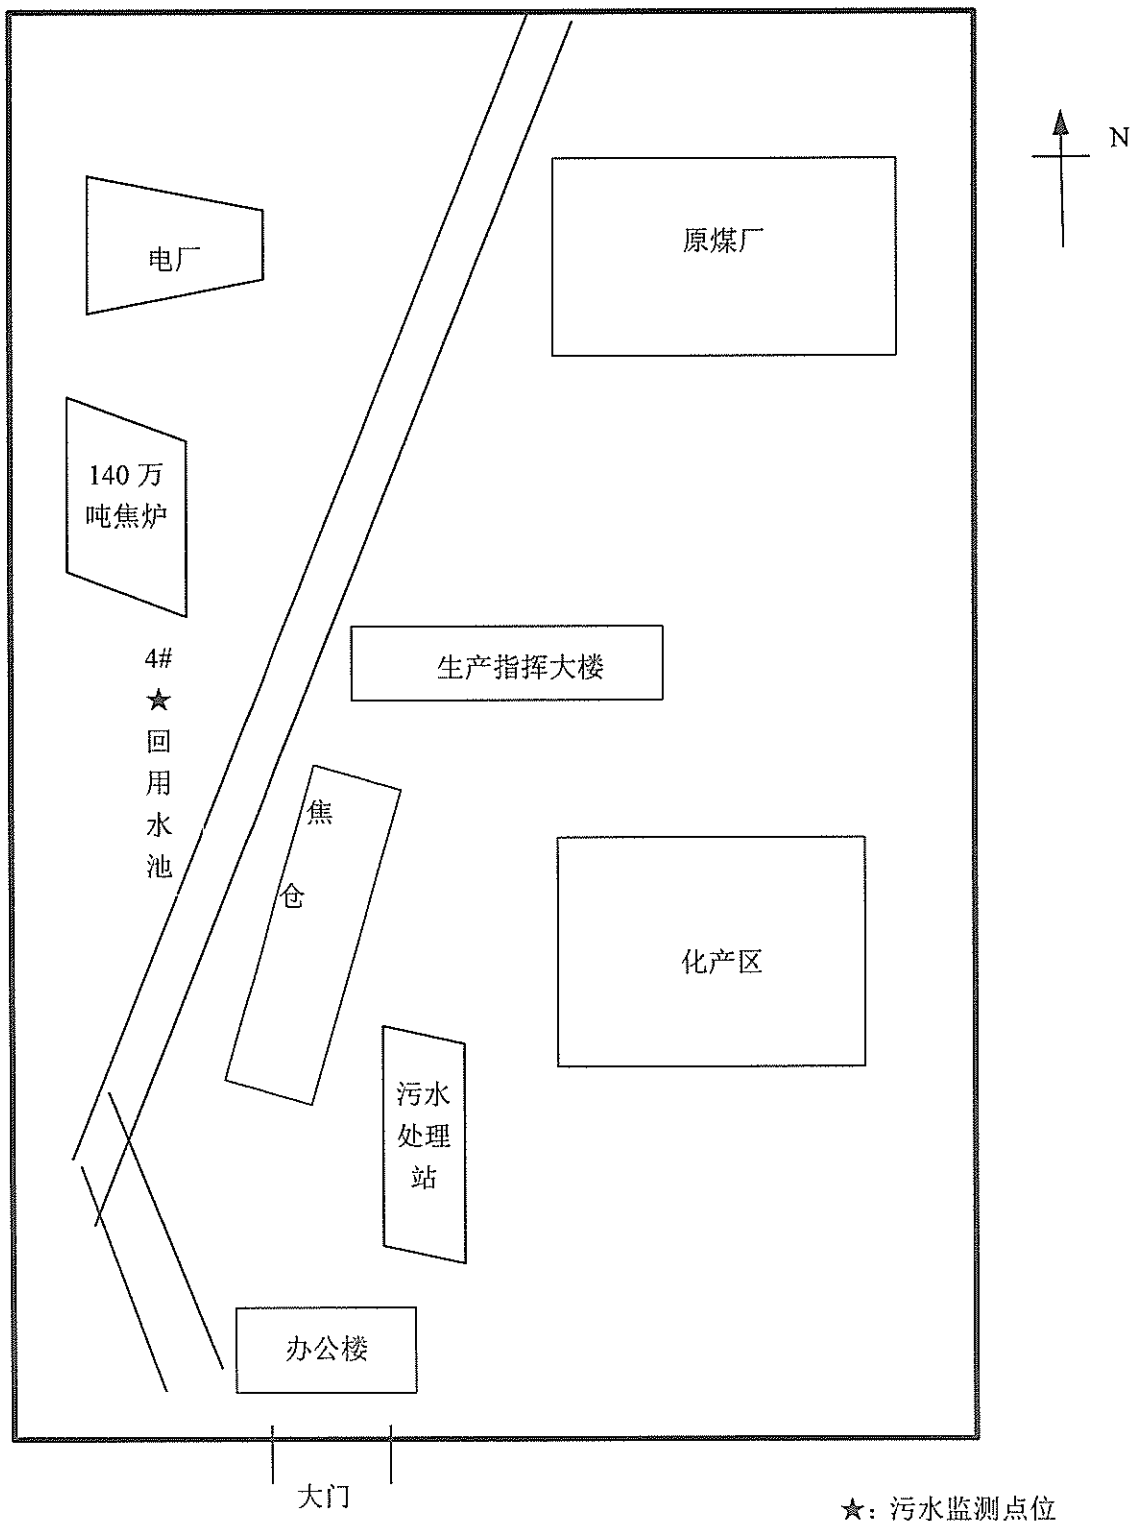 N
原煤厂
电厂
140 万
吨焦炉
4#
★
回
用
水
池
生产指挥大楼
焦
仓
化产区
污水
处理
站
办公楼
大门
★: 污水监测点位